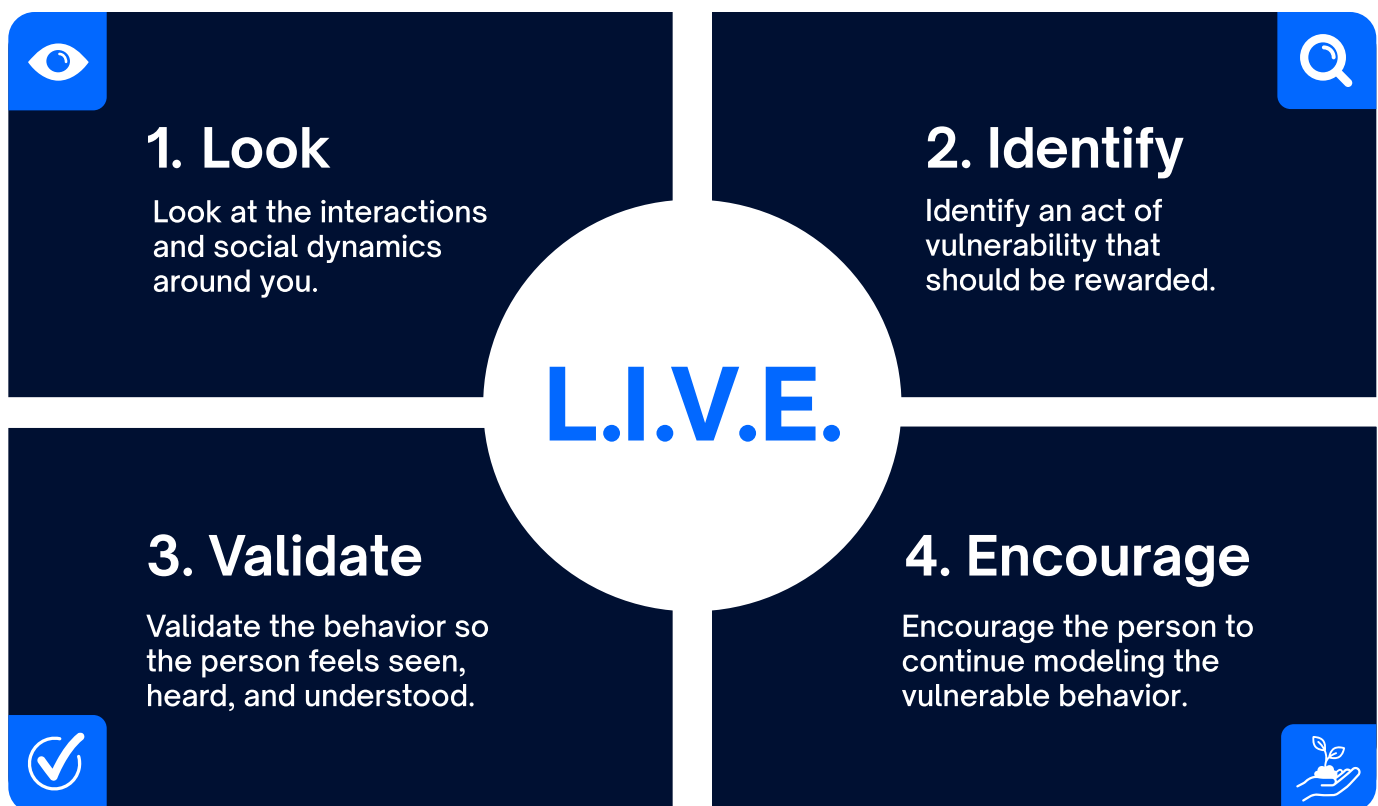 1. Look
Look at the interactions
and social dynamics
around you.
2. Identify
Identify an act of
vulnerability that
should be rewarded.
L.I.V.E.
3. Validate
Validate the behavior so
the person feels seen,
heard, and understood.
4. Encourage
Encourage the person to
continue modeling the
vulnerable behavior.